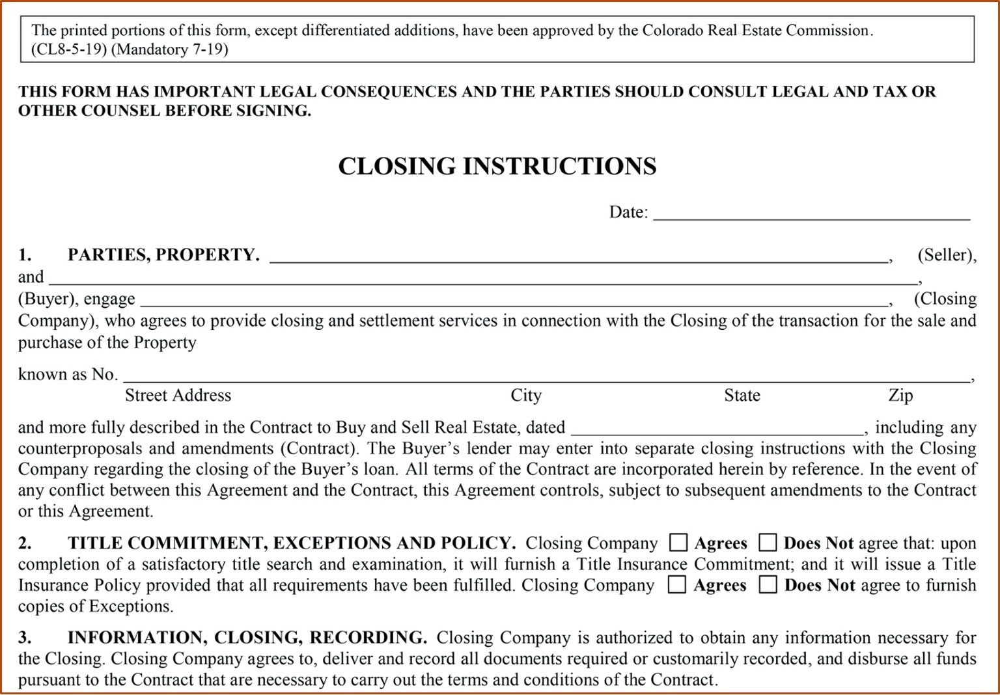 The printed portions of this form, except differentiated additions, have been approved by the Colorado Real Estate Commission.
(CL8-5-19) (Mandatory 7-19)
THIS FORM HAS IMPORTANT LEGAL CONSEQUENCES AND THE PARTIES SHOULD CONSULT LEGAL AND TAX OR
OTHER COUNSEL BEFORE SIGNING.
CLOSING INSTRUCTIONS
Date: ____________________
1. PARTIES, PROPERTY. ____________________, (Seller),
and ____________________,
(Buyer), engage ____________________, (Closing
Company), who agrees to provide closing and settlement services in connection with the Closing of the transaction for the sale and
purchase of the Property
known as No. ____________________,
Street Address City State Zip
and more fully described in the Contract to Buy and Sell Real Estate, dated ____________________, including any
counterproposals and amendments (Contract). The Buyer’s lender may enter into separate closing instructions with the Closing
Company regarding the closing of the Buyer’s loan. All terms of the Contract are incorporated herein by reference. In the event of
any conflict between this Agreement and the Contract, this Agreement controls, subject to subsequent amendments to the Contract
or this Agreement.
2. TITLE COMMITMENT, EXCEPTIONS AND POLICY. Closing Company ☐ Agrees ☐ Does Not agree that: upon
completion of a satisfactory title search and examination, it will furnish a Title Insurance Commitment; and it will issue a Title
Insurance Policy provided that all requirements have been fulfilled. Closing Company ☐ Agrees ☐ Does Not agree to furnish
copies of Exceptions.
3. INFORMATION, CLOSING, RECORDING. Closing Company is authorized to obtain any information necessary for
the Closing. Closing Company agrees to, deliver and record all documents required or customarily recorded, and disburse all funds
pursuant to the Contract that are necessary to carry out the terms and conditions of the Contract.